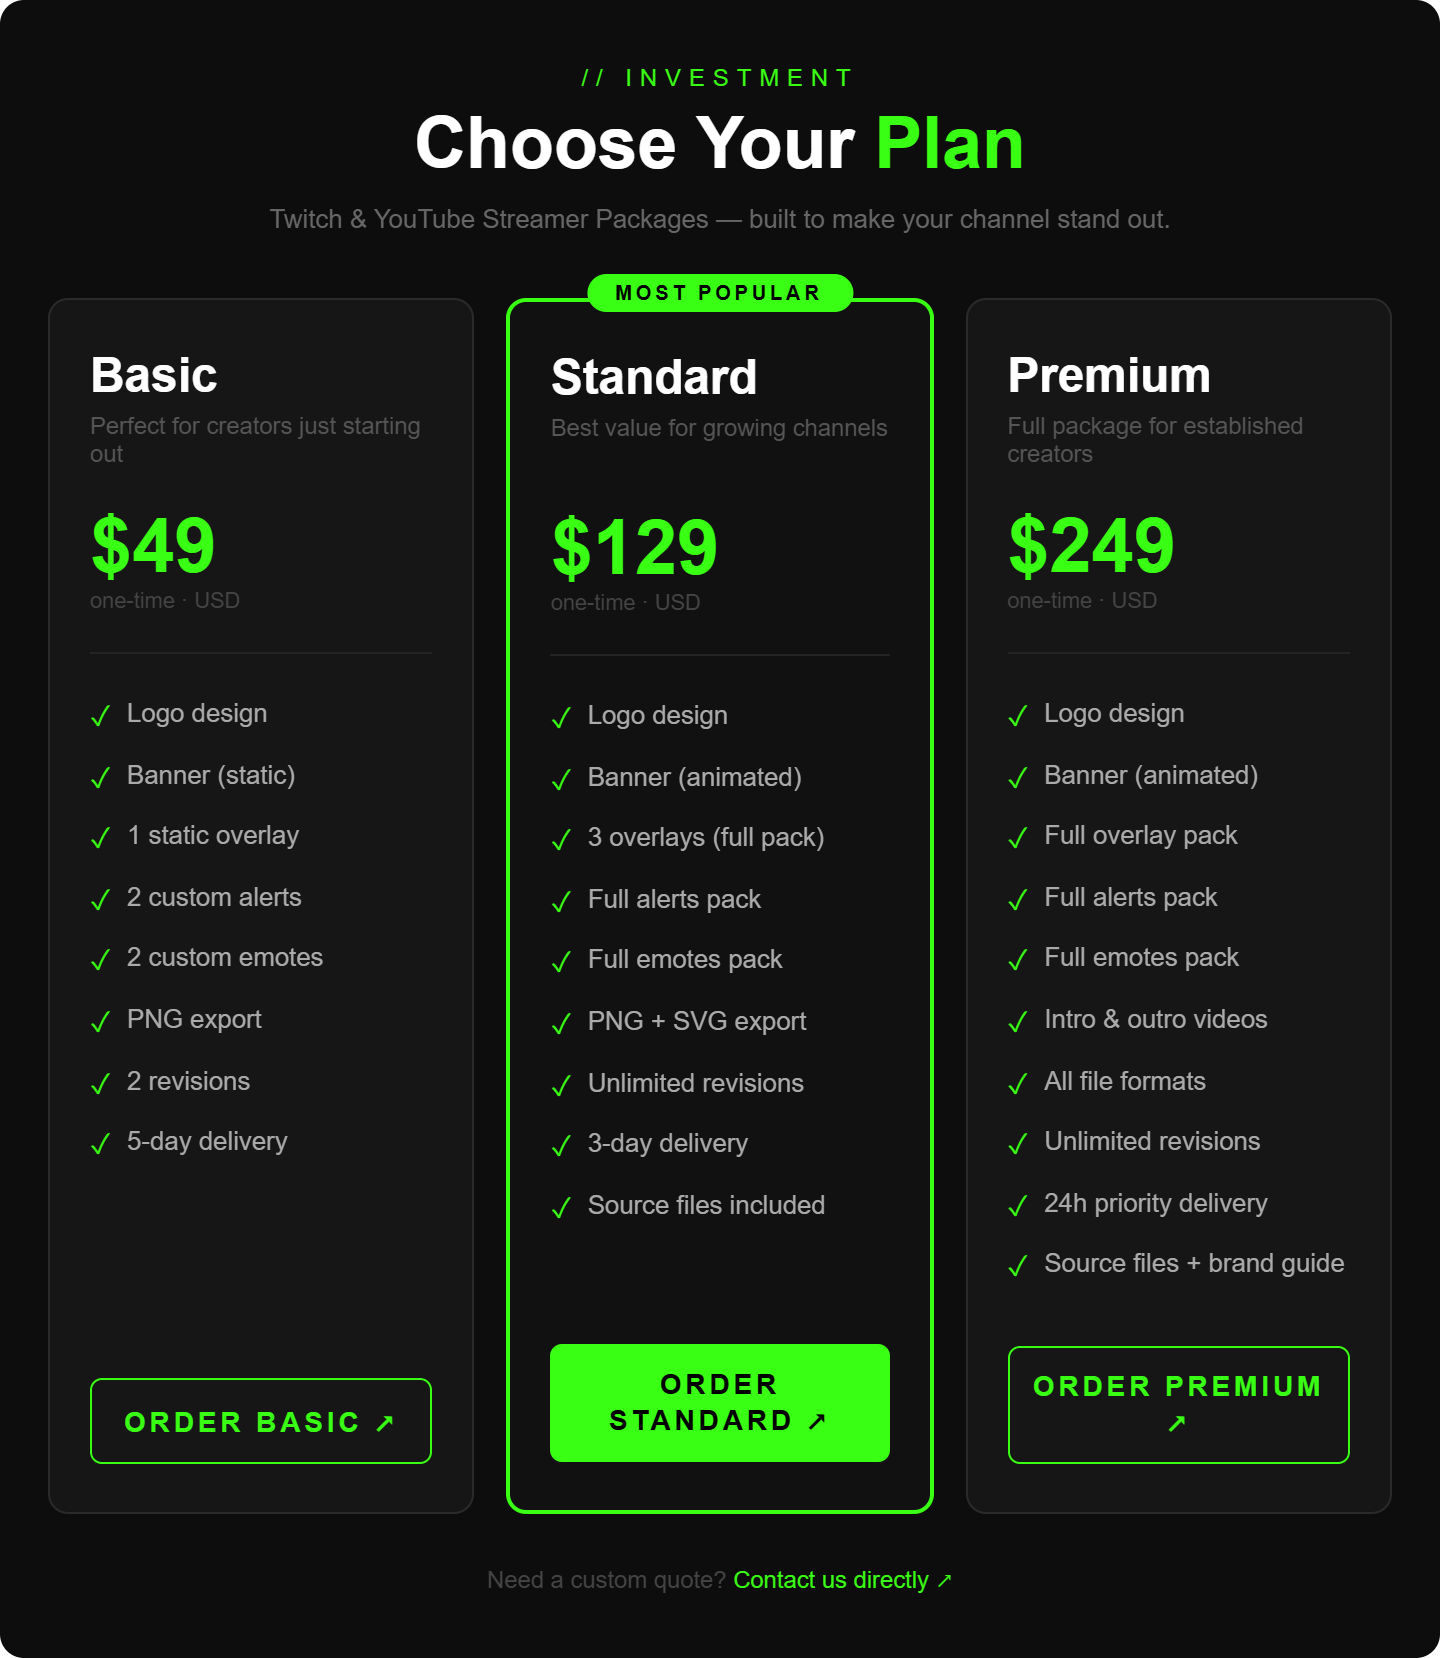 // INVESTMENT
Choose Your Plan
Twitch & YouTube Streamer Packages — built to make your channel stand out.
Basic
Perfect for creators just starting
out
$49
one-time · USD
✓ Logo design
✓ Banner (static)
✓ 1 static overlay
✓ 2 custom alerts
✓ 2 custom emotes
✓ PNG export
✓ 2 revisions
✓ 5-day delivery
ORDER BASIC ↗
MOST POPULAR
Standard
Best value for growing channels
$129
one-time · USD
✓ Logo design
✓ Banner (animated)
✓ 3 overlays (full pack)
✓ Full alerts pack
✓ Full emotes pack
✓ PNG + SVG export
✓ Unlimited revisions
✓ 3-day delivery
✓ Source files included
ORDER
STANDARD ↗
Premium
Full package for established
creators
$249
one-time · USD
✓ Logo design
✓ Banner (animated)
✓ Full overlay pack
✓ Full alerts pack
✓ Full emotes pack
✓ Intro & outro videos
✓ All file formats
✓ Unlimited revisions
✓ 24h priority delivery
✓ Source files + brand guide
ORDER PREMIUM
↗
Need a custom quote? Contact us directly ↗